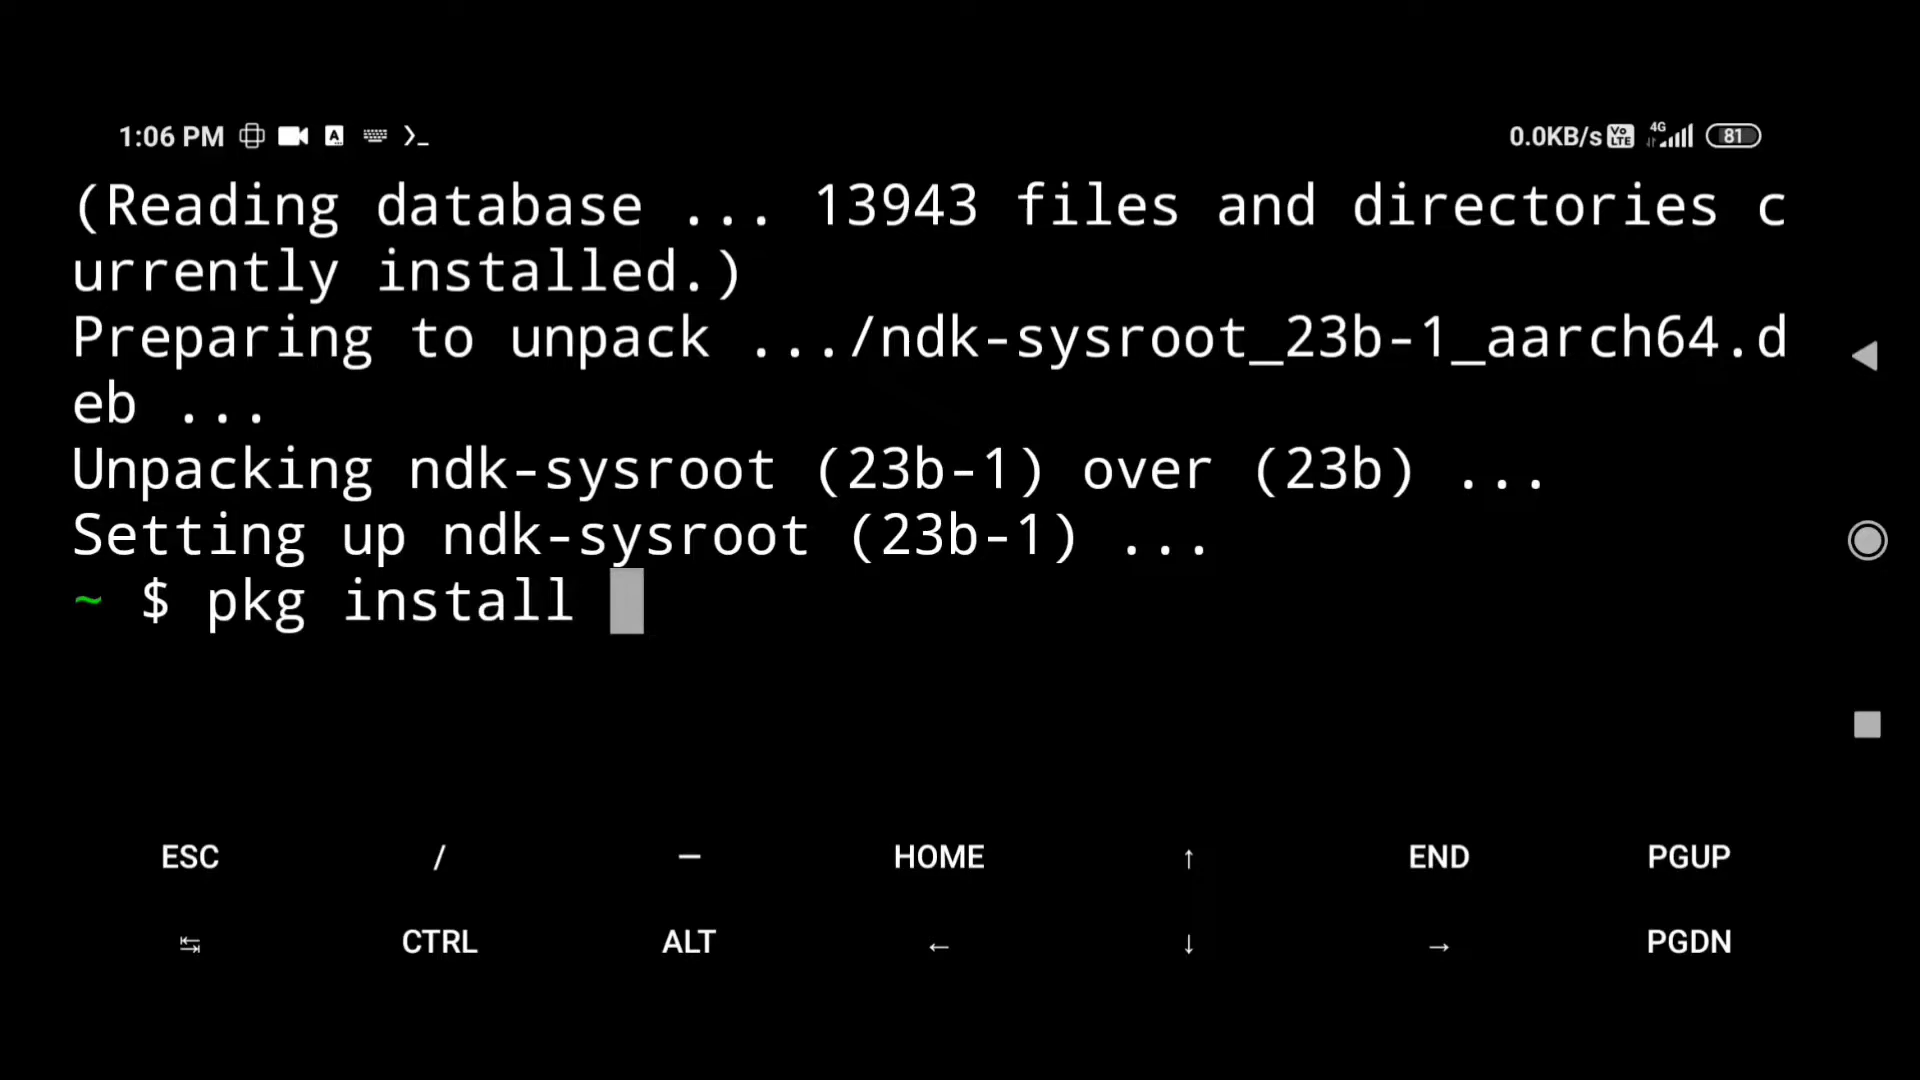 1:06 PM A >_ 0.0KB/s Vo LTE 4G 81
(Reading database ... 13943 files and directories c
urrently installed.)
Preparing to unpack .../ndk-sysroot_23b-1_aarch64.d
eb ...
Unpacking ndk-sysroot (23b-1) over (23b) ...
Setting up ndk-sysroot (23b-1) ...
~ $ pkg install
ESC / — HOME ↑ END PGUP
↹ CTRL ALT ← ↓ → PGDN